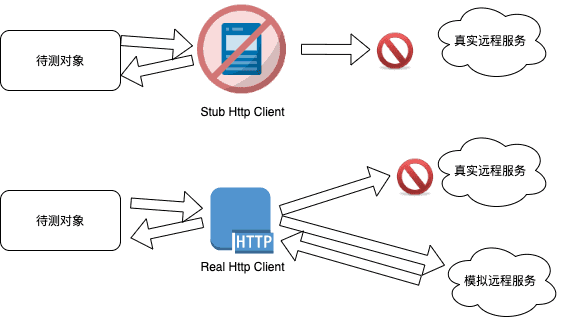 待测对象
真实远程服务
Stub Http Client
真实远程服务
待测对象
HTTP
Real Http Client
模拟远程服务